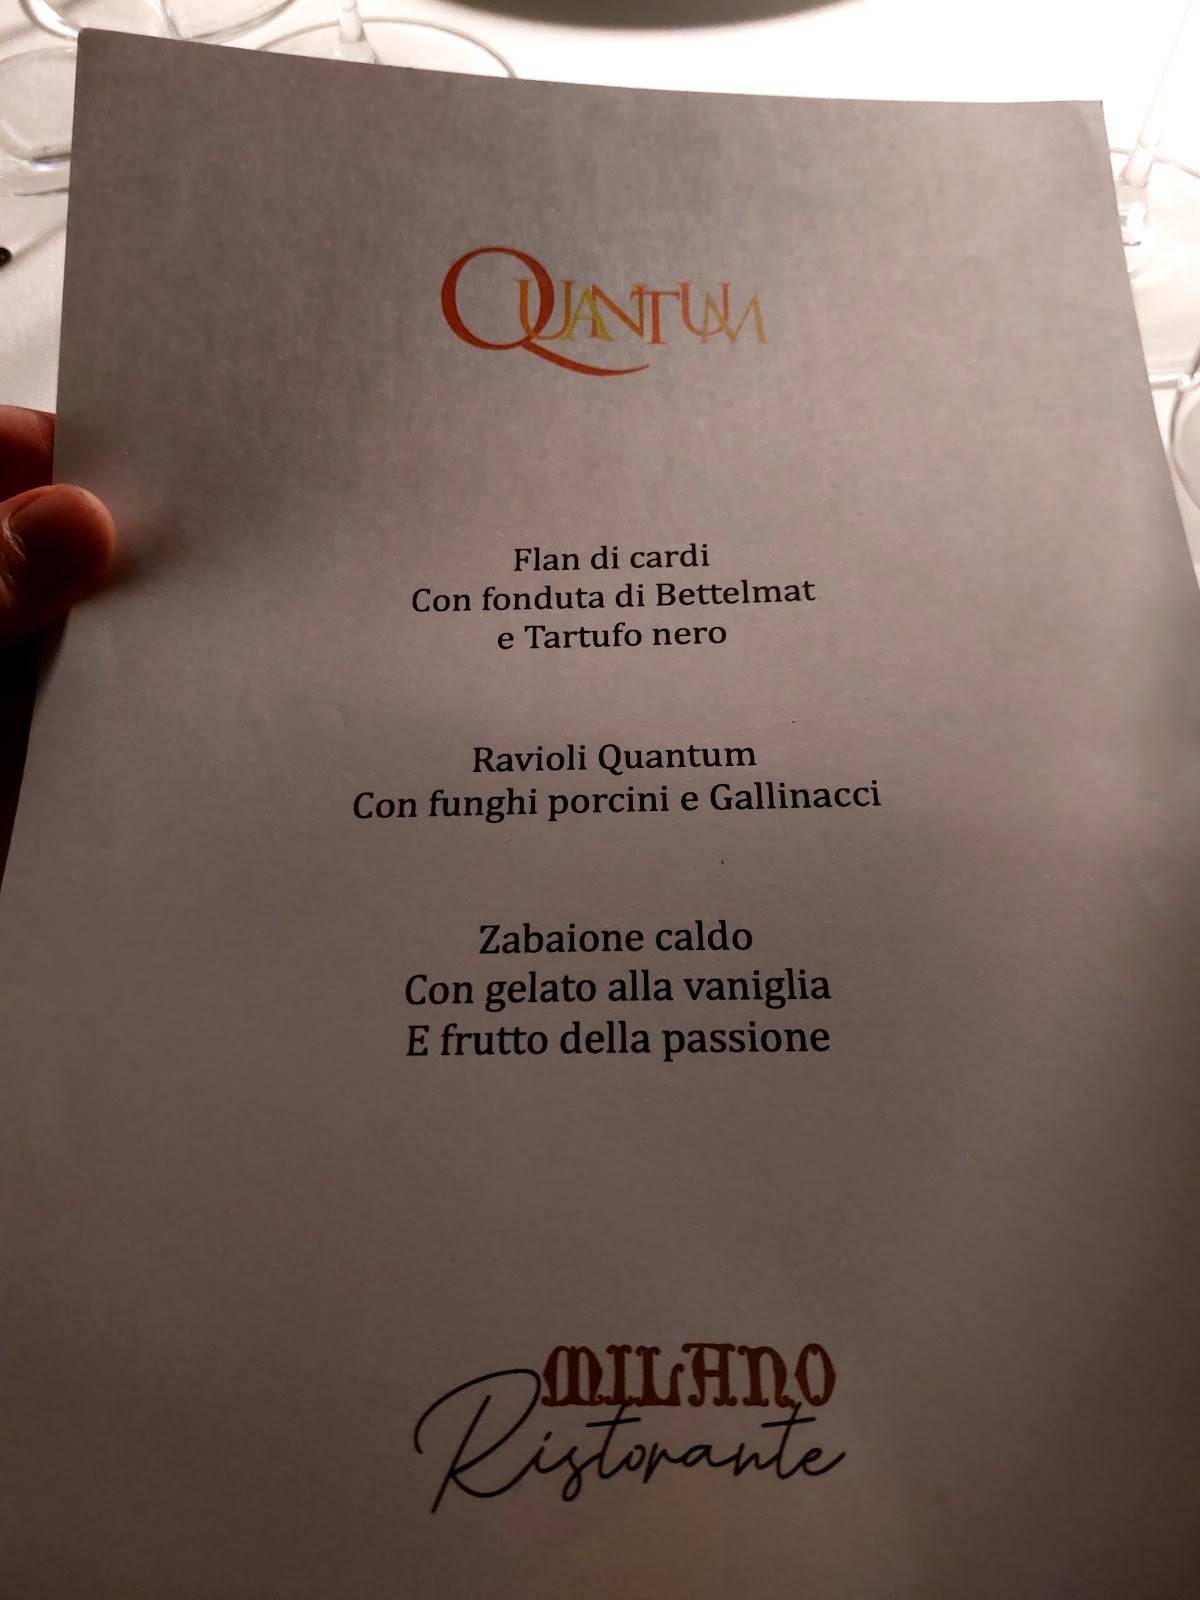 QUANTUM
Flan di cardi
Con fonduta di Bettelmat
e Tartufo nero
Ravioli Quantum
Con funghi porcini e Gallinacci
Zabaione caldo
Con gelato alla vaniglia
E frutto della passione
MILANO
Ristorante